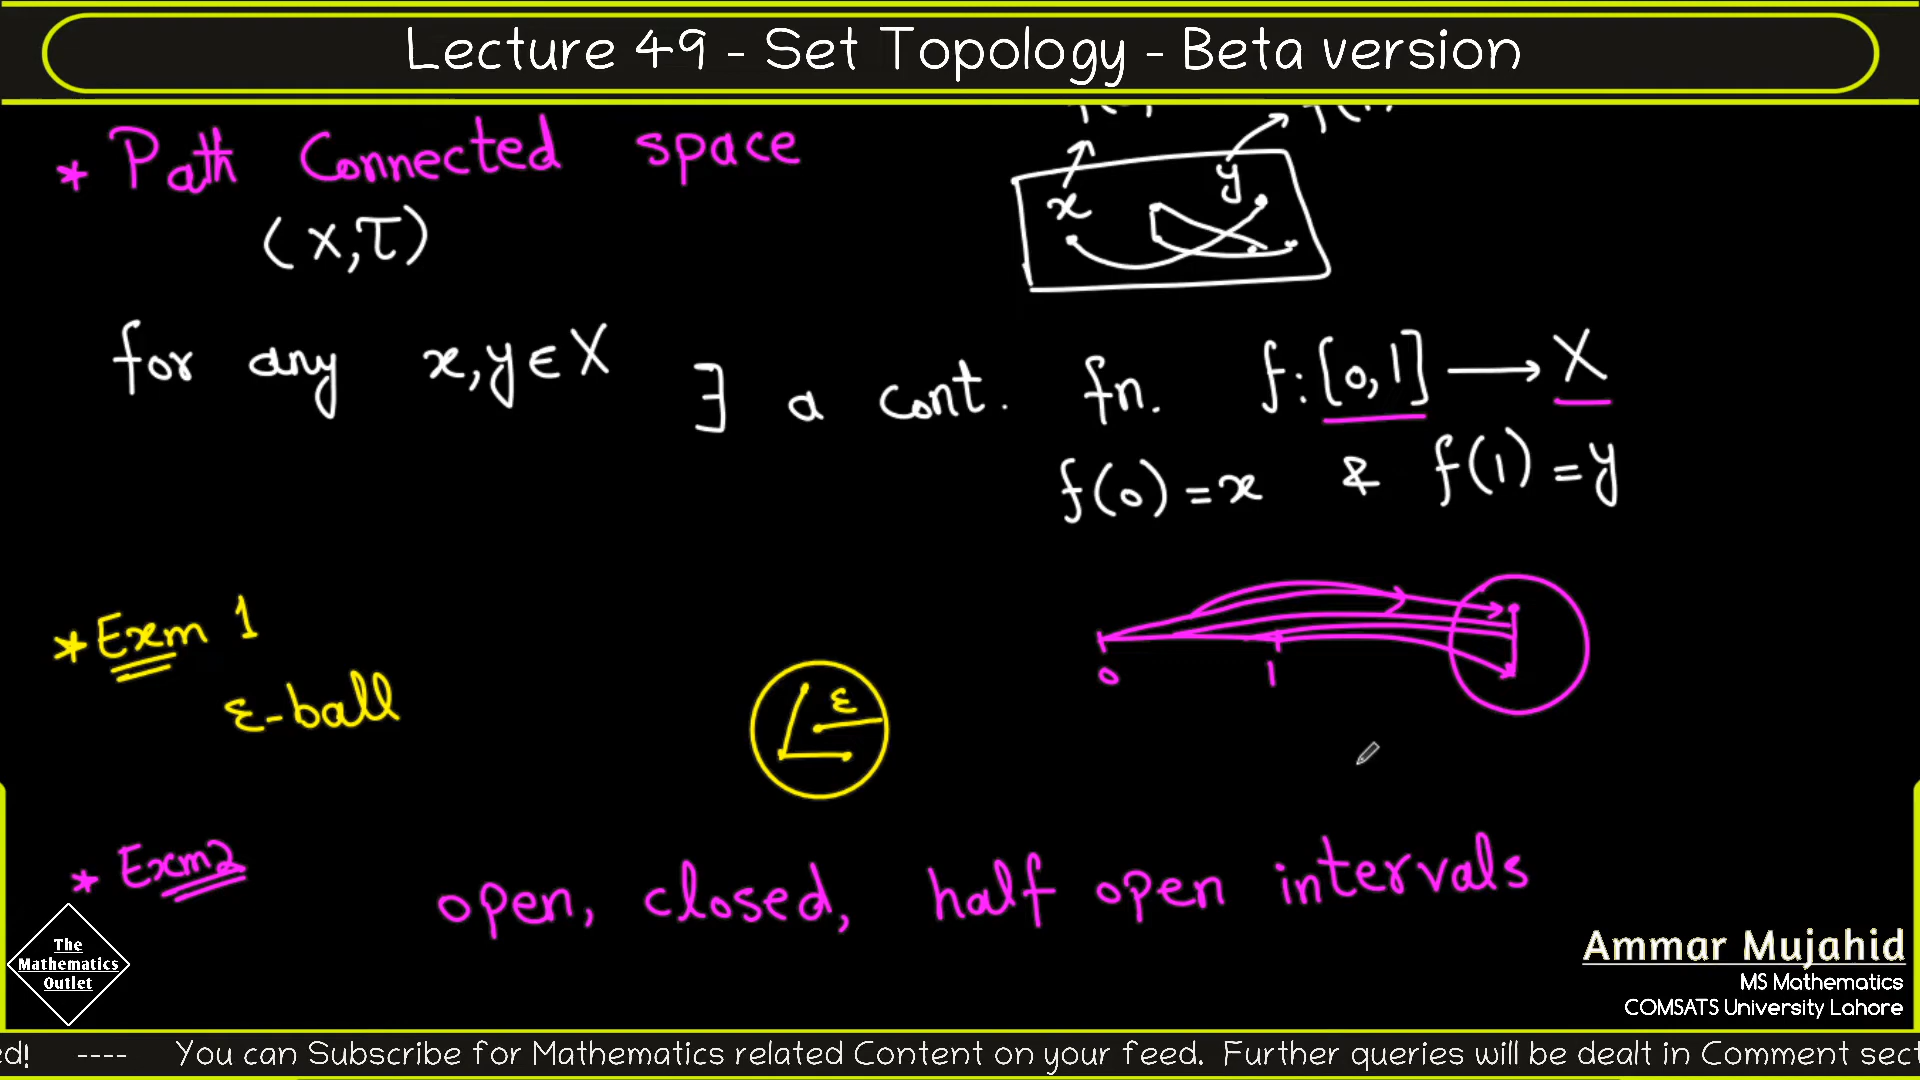 Lecture 49 - Set Topology - Beta version
* Path Connected space
(X,τ)
x y
for any x,y∈X ∃ a cont. fn. f:[0,1] ⟶ X
f(0)=x & f(1)=y
* Exm 1
ε-ball
ε
0 1
* Exm2
open, closed, half open intervals
The
Mathematics
Outlet
Ammar Mujahid
MS Mathematics
COMSATS University Lahore
ed! ---- You can Subscribe for Mathematics related Content on your feed. Further queries will be dealt in Comment sect